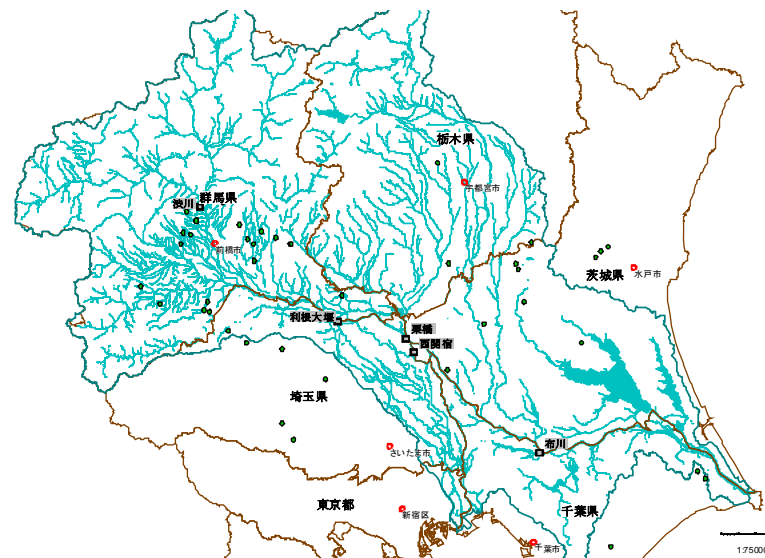 栃木県
宇都宮市
群馬県
渋川
前橋市
茨城県
水戸市
利根大堰
栗橋
西関宿
埼玉県
布川
さいたま市
東京都
新宿区
千葉県
千葉市